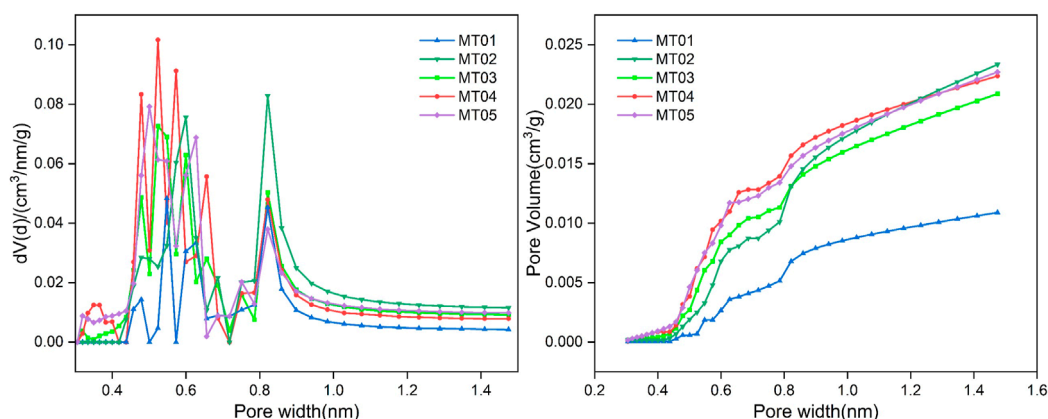 dV(d)/(cm³/nm/g)
0.10
0.08
0.06
0.04
0.02
0.00
MT01
MT02
MT03
MT04
MT05
0.4 0.6 0.8 1.0 1.2 1.4
Pore width(nm)
Pore Volume(cm³/g)
0.025
0.020
0.015
0.010
0.005
0.000
MT01
MT02
MT03
MT04
MT05
0.2 0.4 0.6 0.8 1.0 1.2 1.4 1.6
Pore width(nm)